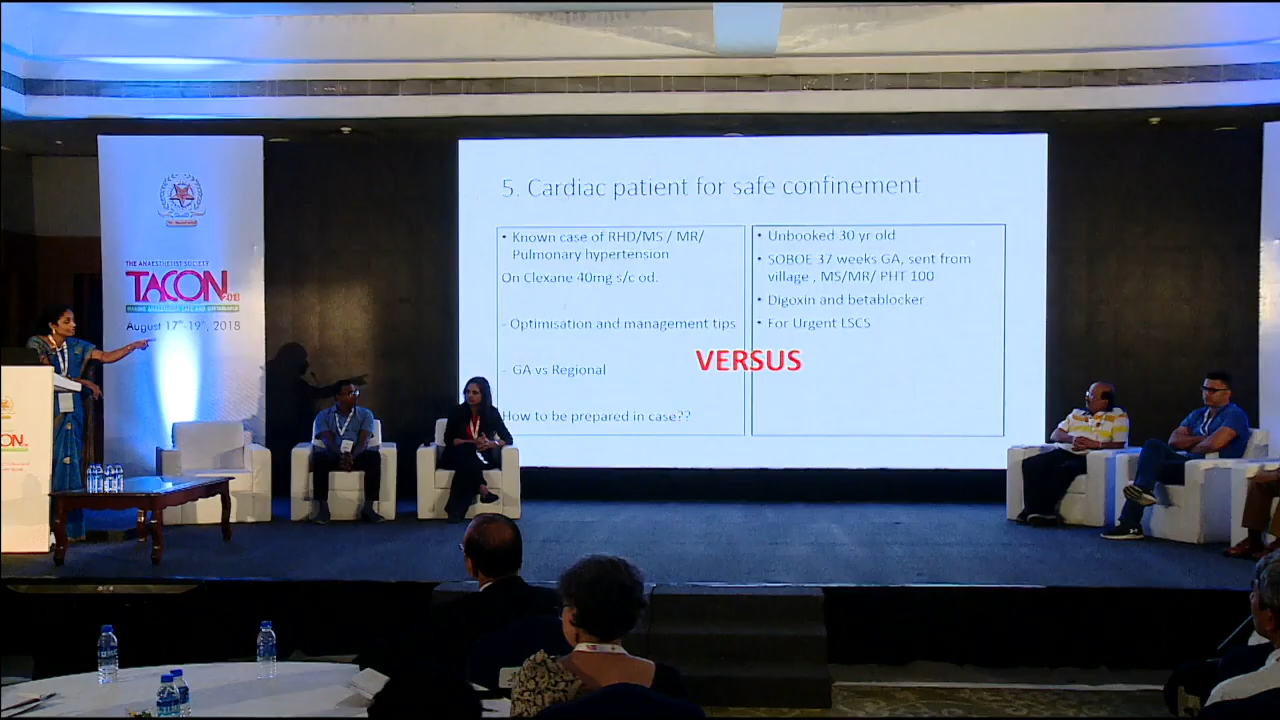 5. Cardiac patient for safe confinement
• Known case of RHD/MS / MR/
Pulmonary hypertension
On Clexane 40mg s/c od.
- Optimisation and management tips
- GA vs Regional
How to be prepared in case??
VERSUS
• Unbooked 30 yr old
• SOBOE 37 weeks GA, sent from
village , MS/MR/ PHT 100
• Digoxin and betablocker
• For Urgent LSCS
THE ANAESTHETIST SOCIETY
TACON
August 17th-19th, 2018
CON